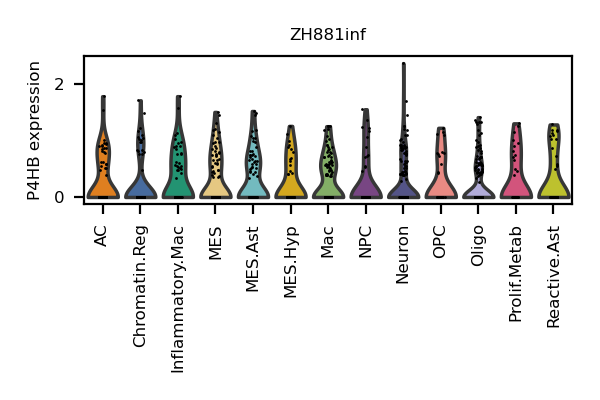 ZH881inf
P4HB expression
2
0
AC
Chromatin.Reg
Inflammatory.Mac
MES
MES.Ast
MES.Hyp
Mac
NPC
Neuron
OPC
Oligo
Prolif.Metab
Reactive.Ast